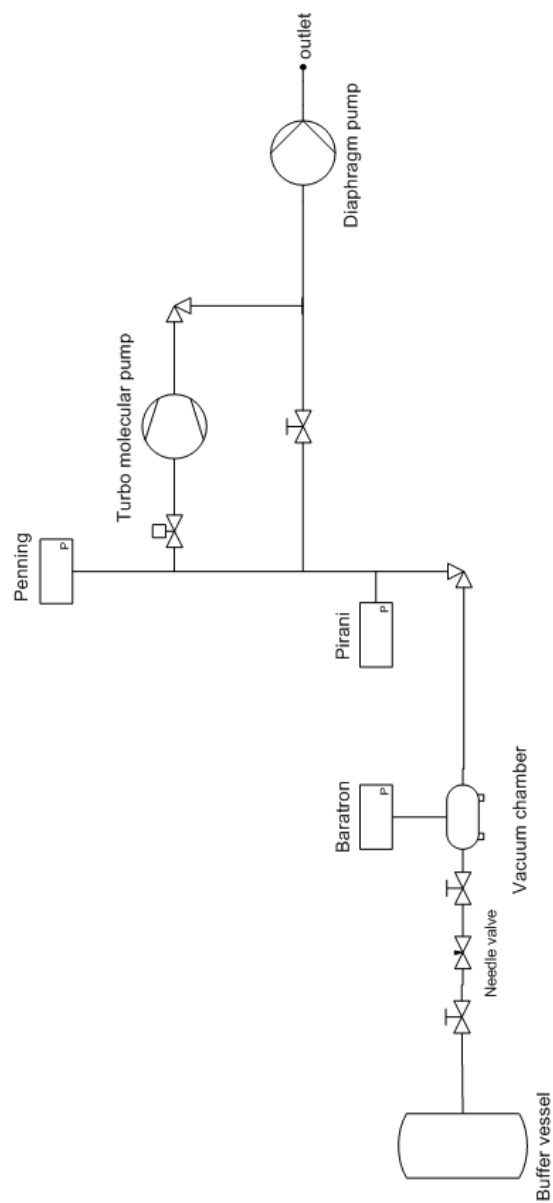 outlet
Diaphragm pump
Turbo molecular pump
Penning
P
Pirani
P
Baratron
P
Vacuum chamber
Needle valve
Buffer vessel